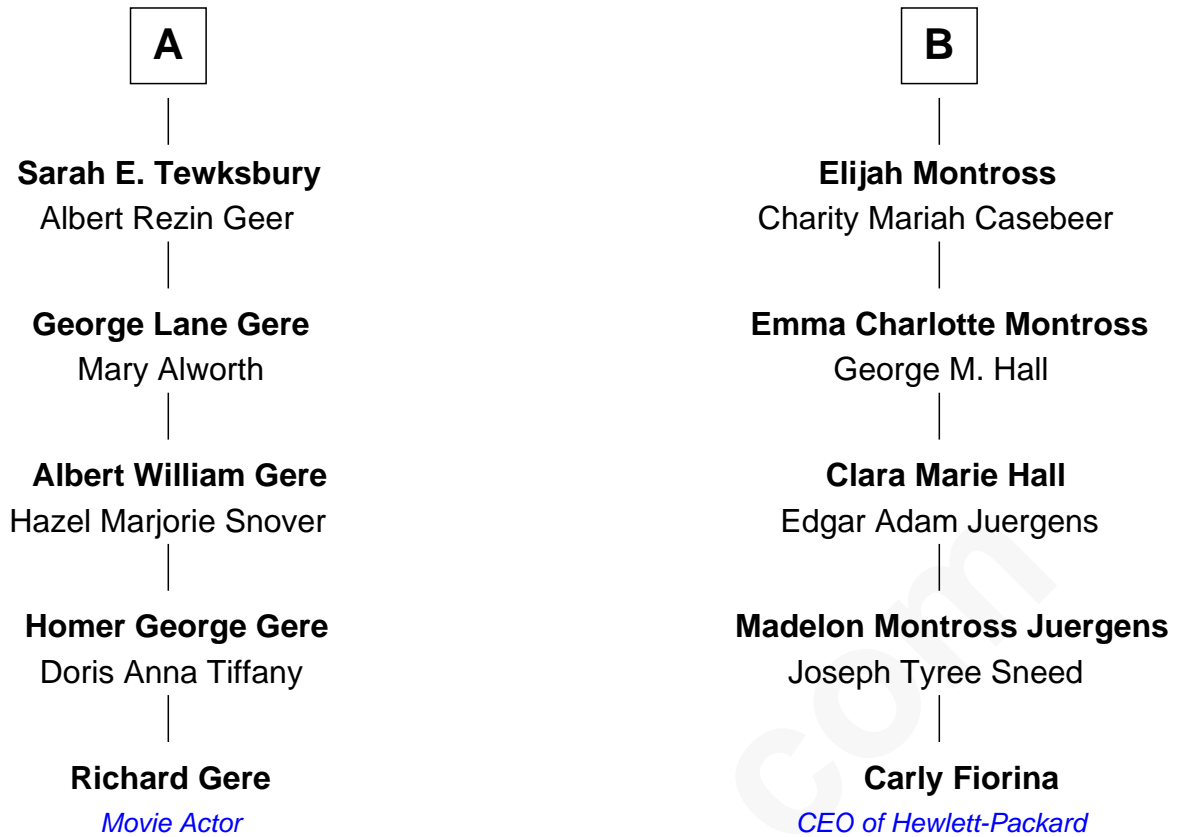 A
Sarah E. Tewksbury
Albert Rezin Geer
George Lane Gere
Mary Alworth
Albert William Gere
Hazel Marjorie Snover
Homer George Gere
Doris Anna Tiffany
Richard Gere
Movie Actor
B
Elijah Montross
Charity Mariah Casebeer
Emma Charlotte Montross
George M. Hall
Clara Marie Hall
Edgar Adam Juergens
Madelon Montross Juergens
Joseph Tyree Sneed
Carly Fiorina
CEO of Hewlett-Packard
com